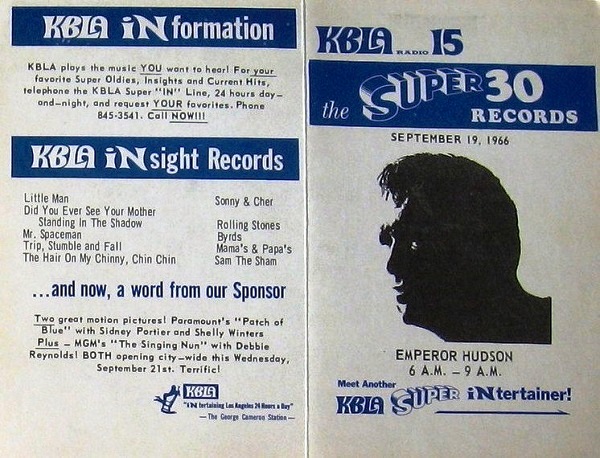 KBLA iN formation
KBLA plays the music YOU want to hear! For your
favorite Super Oldies, Insights and Current Hits,
telephone the KBLA Super "IN" Line, 24 hours day-
and-night, and request YOUR favorites. Phone
845-3541. Call NOW!!!
KBLA iN sight Records
Little Man Sonny & Cher
Did You Ever See Your Mother
Standing In The Shadow Rolling Stones
Mr. Spaceman Byrds
Trip, Stumble and Fall Mama's & Papa's
The Hair On My Chinny, Chin Chin Sam The Sham
...and now, a word from our Sponsor
Two great motion pictures! Paramount's "Patch of
Blue" with Sidney Portier and Shelly Winters
Plus - MGM's "The Singing Nun" with Debbie
Reynolds! BOTH opening city-wide this Wednesday,
September 21st. Terrific!
KBLA
"iN tertaining Los Angeles 24 Hours a Day"
— The George Cameron Station —
KBLA RADIO 15
the SUPER 30
RECORDS
SEPTEMBER 19, 1966
EMPEROR HUDSON
6 A.M. - 9 A.M.
Meet Another
KBLA SUPER iNtertainer!